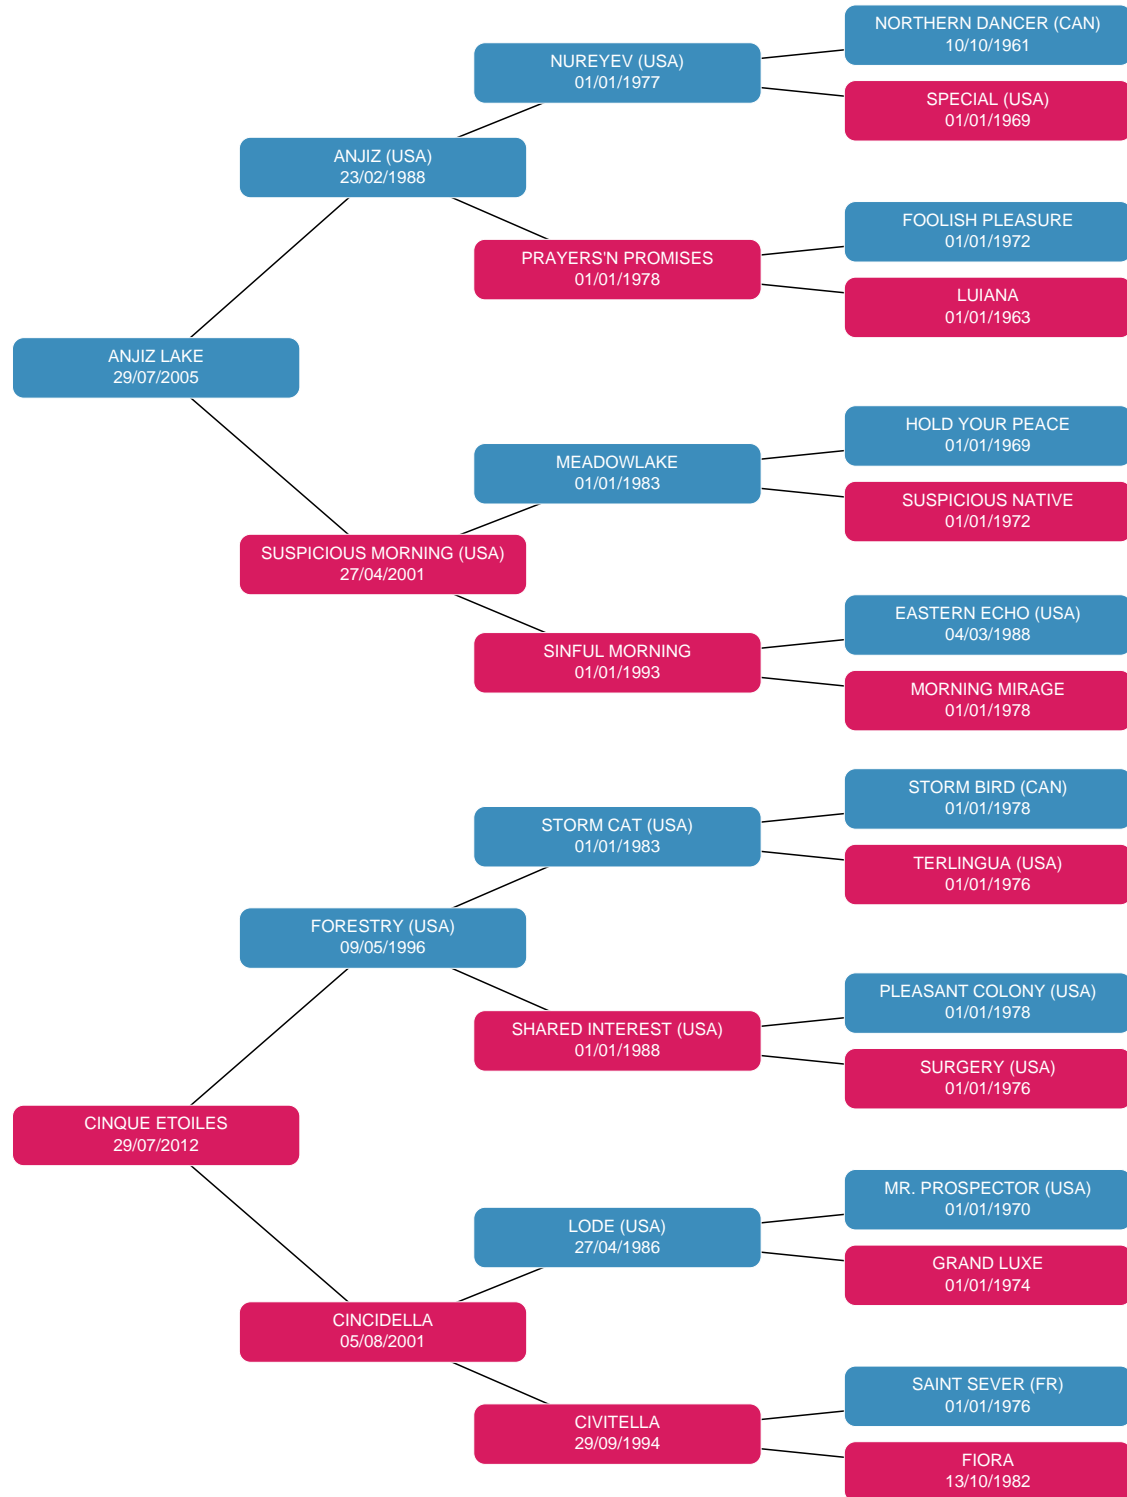 NORTHERN DANCER (CAN)
10/10/1961
NUREYEV (USA)
01/01/1977
SPECIAL (USA)
01/01/1969
ANJIZ (USA)
23/02/1988
FOOLISH PLEASURE
01/01/1972
PRAYERS'N PROMISES
01/01/1978
LUIANA
01/01/1963
ANJIZ LAKE
29/07/2005
HOLD YOUR PEACE
01/01/1969
MEADOWLAKE
01/01/1983
SUSPICIOUS NATIVE
01/01/1972
SUSPICIOUS MORNING (USA)
27/04/2001
EASTERN ECHO (USA)
04/03/1988
SINFUL MORNING
01/01/1993
MORNING MIRAGE
01/01/1978
STORM BIRD (CAN)
01/01/1978
STORM CAT (USA)
01/01/1983
TERLINGUA (USA)
01/01/1976
FORESTRY (USA)
09/05/1996
PLEASANT COLONY (USA)
01/01/1978
SHARED INTEREST (USA)
01/01/1988
SURGERY (USA)
01/01/1976
CINQUE ETOILES
29/07/2012
MR. PROSPECTOR (USA)
01/01/1970
LODE (USA)
27/04/1986
GRAND LUXE
01/01/1974
CINCIDELLA
05/08/2001
SAINT SEVER (FR)
01/01/1976
CIVITELLA
29/09/1994
FIORA
13/10/1982